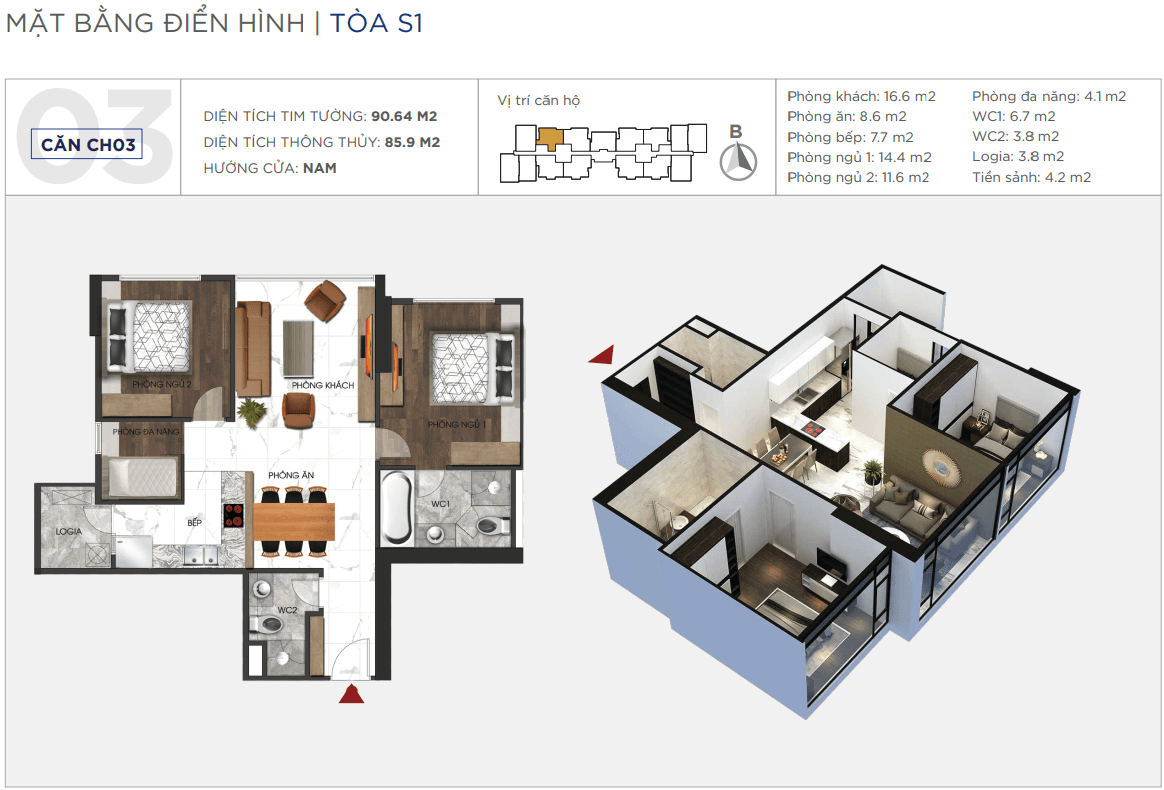 MẶT BẰNG ĐIỂN HÌNH | TÒA S1
03
CĂN CH03
DIỆN TÍCH TIM TƯỜNG: 90.64 M2
DIỆN TÍCH THÔNG THỦY: 85.9 M2
HƯỚNG CỬA: NAM
Vị trí căn hộ
B
Phòng khách: 16.6 m2
Phòng ăn: 8.6 m2
Phòng bếp: 7.7 m2
Phòng ngủ 1: 14.4 m2
Phòng ngủ 2: 11.6 m2
Phòng đa năng: 4.1 m2
WC1: 6.7 m2
WC2: 3.8 m2
Logia: 3.8 m2
Tiền sảnh: 4.2 m2
PHÒNG NGỦ 2
PHÒNG KHÁCH
PHÒNG NGỦ 1
PHÒNG ĐA NĂNG
PHÒNG ĂN
WC1
BẾP
LOGIA
WC2